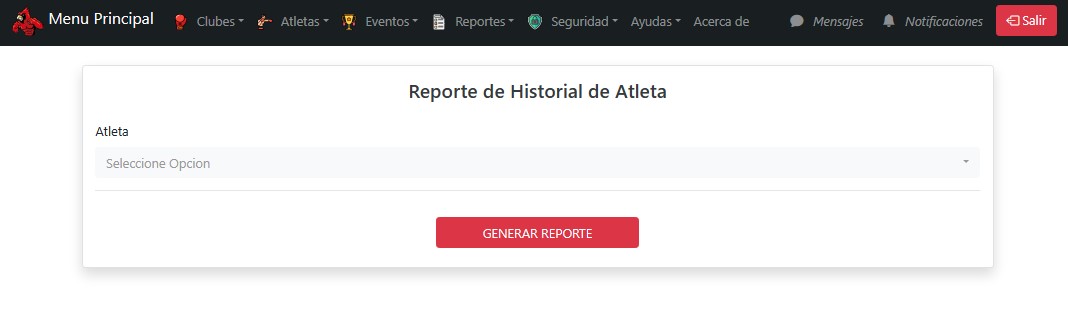 Menu Principal Clubes Atletas Eventos Reportes Seguridad Ayudas Acerca de Mensajes Notificaciones Salir
Reporte de Historial de Atleta
Atleta
Seleccione Opcion
GENERAR REPORTE